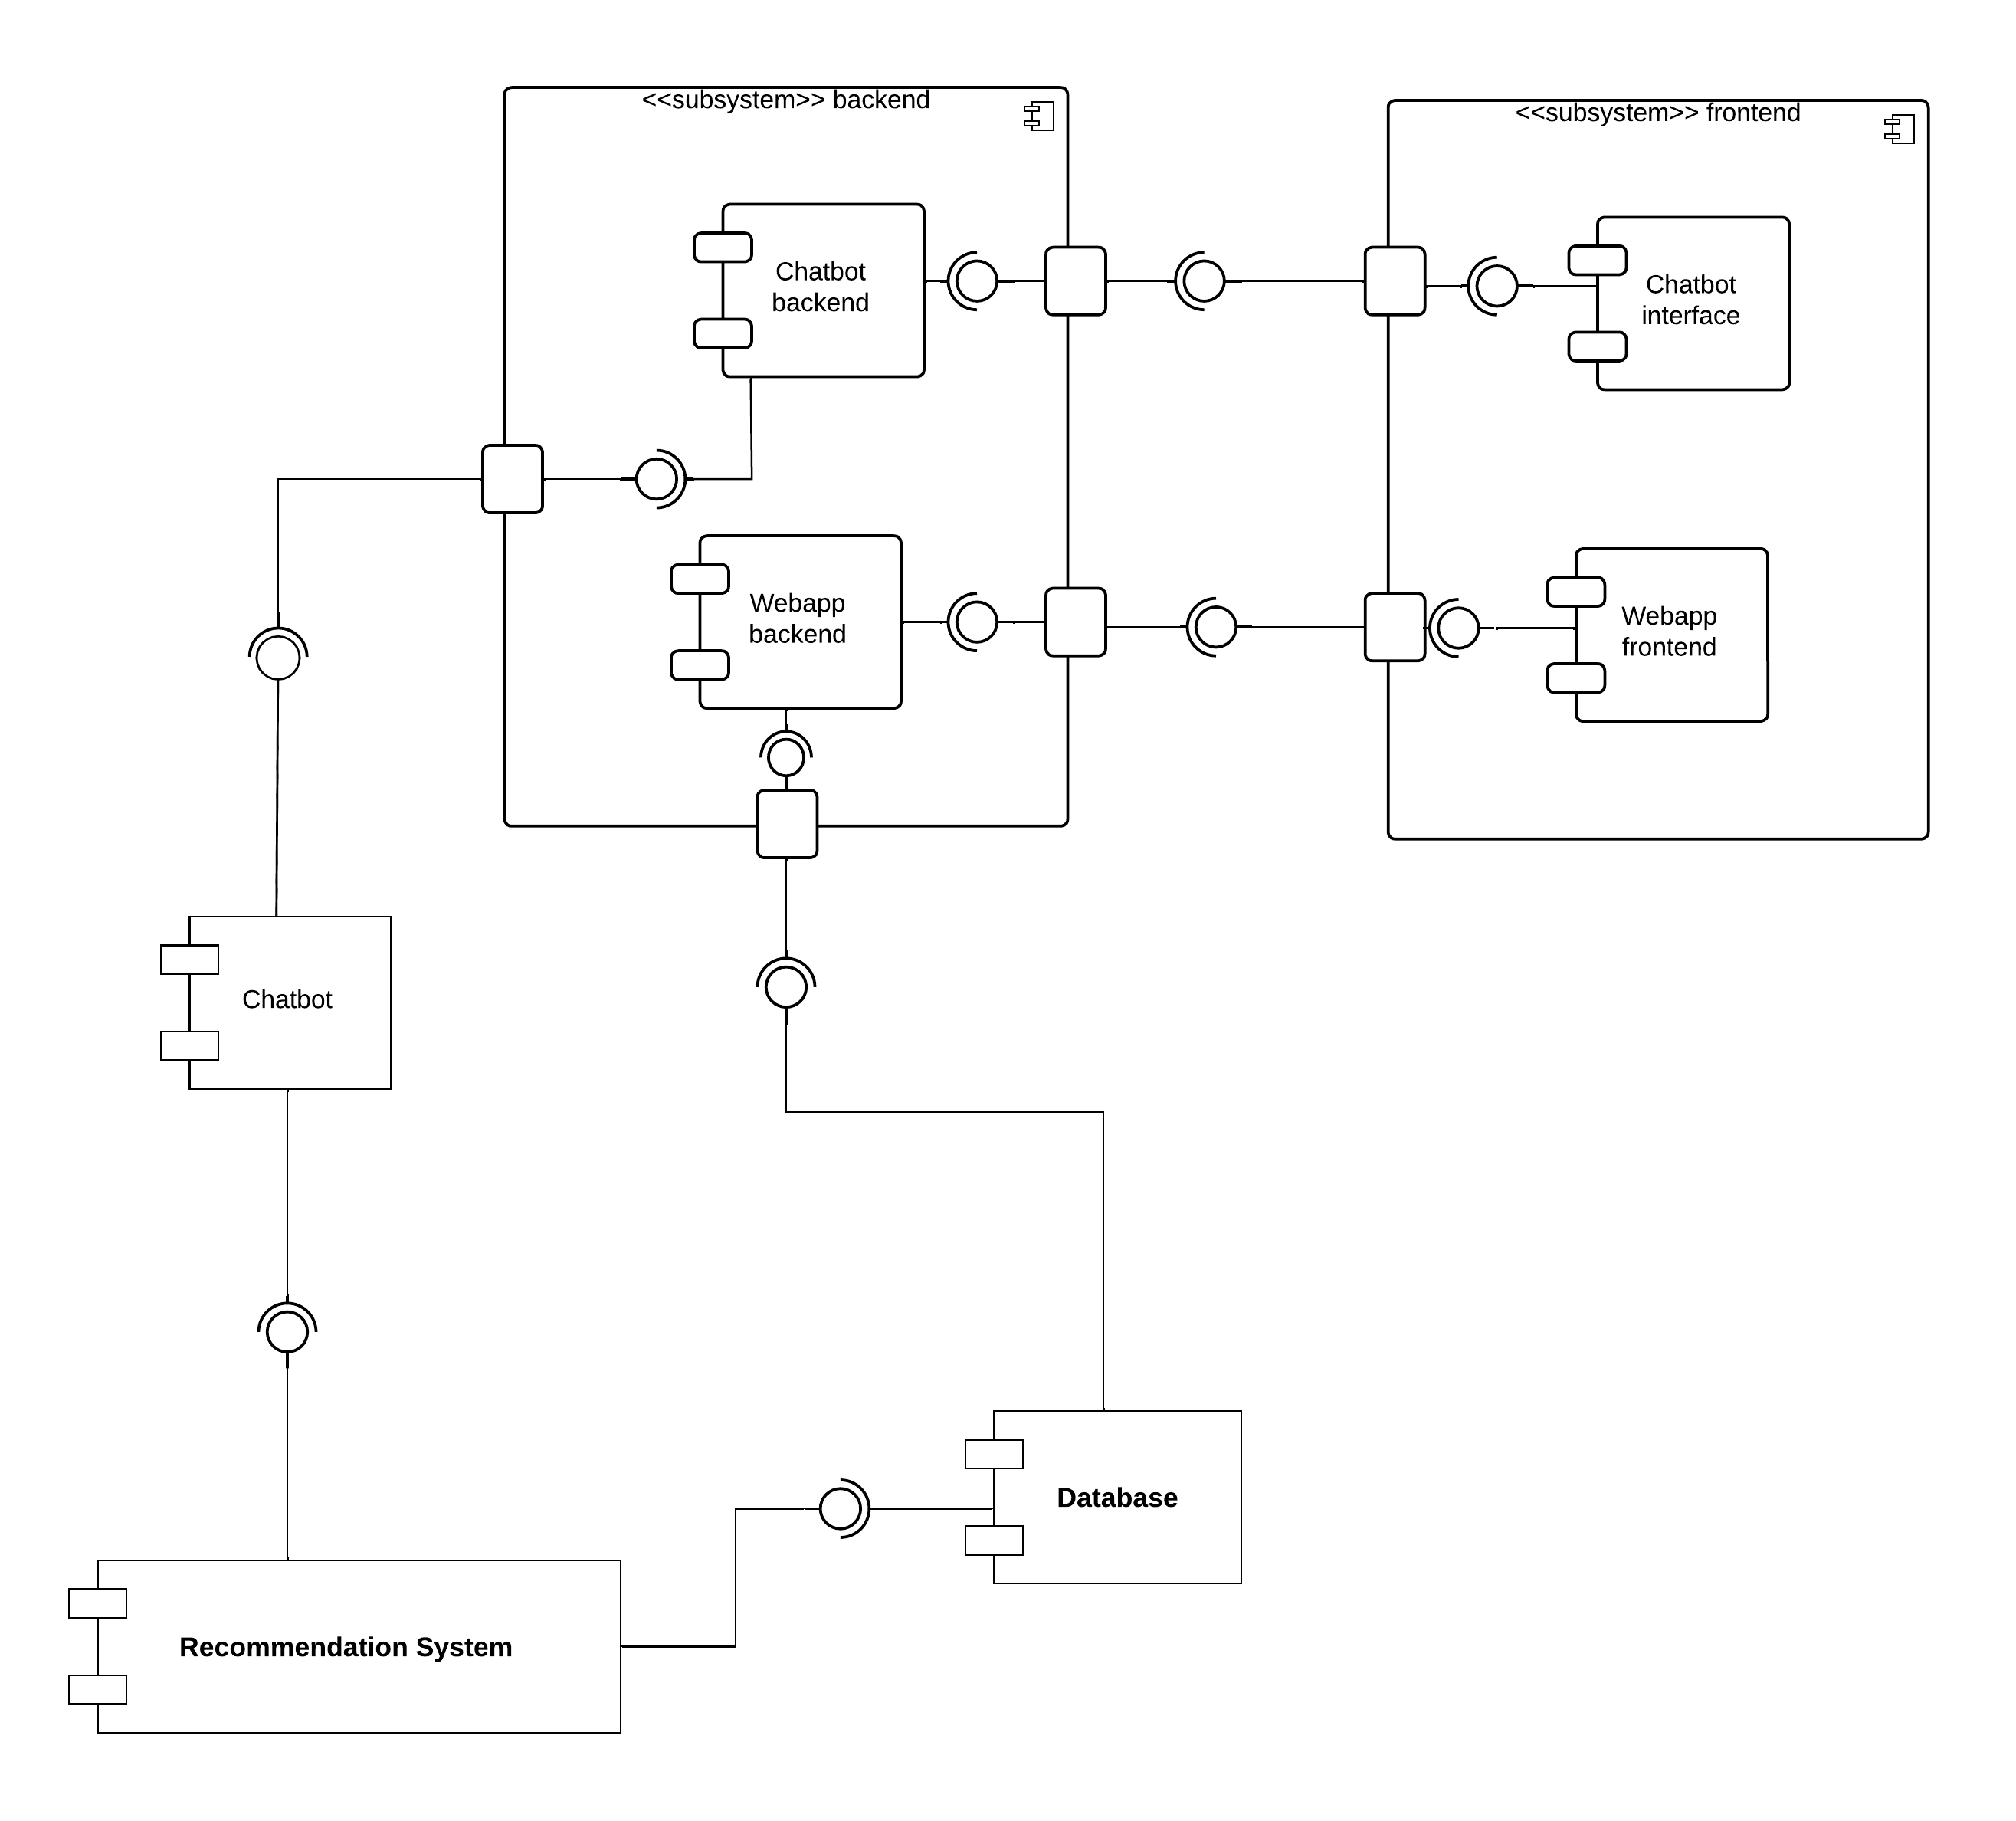 <<subsystem>> backend
<<subsystem>> frontend
Chatbot
backend
Chatbot
interface
Webapp
backend
Webapp
frontend
Chatbot
Database
Recommendation System